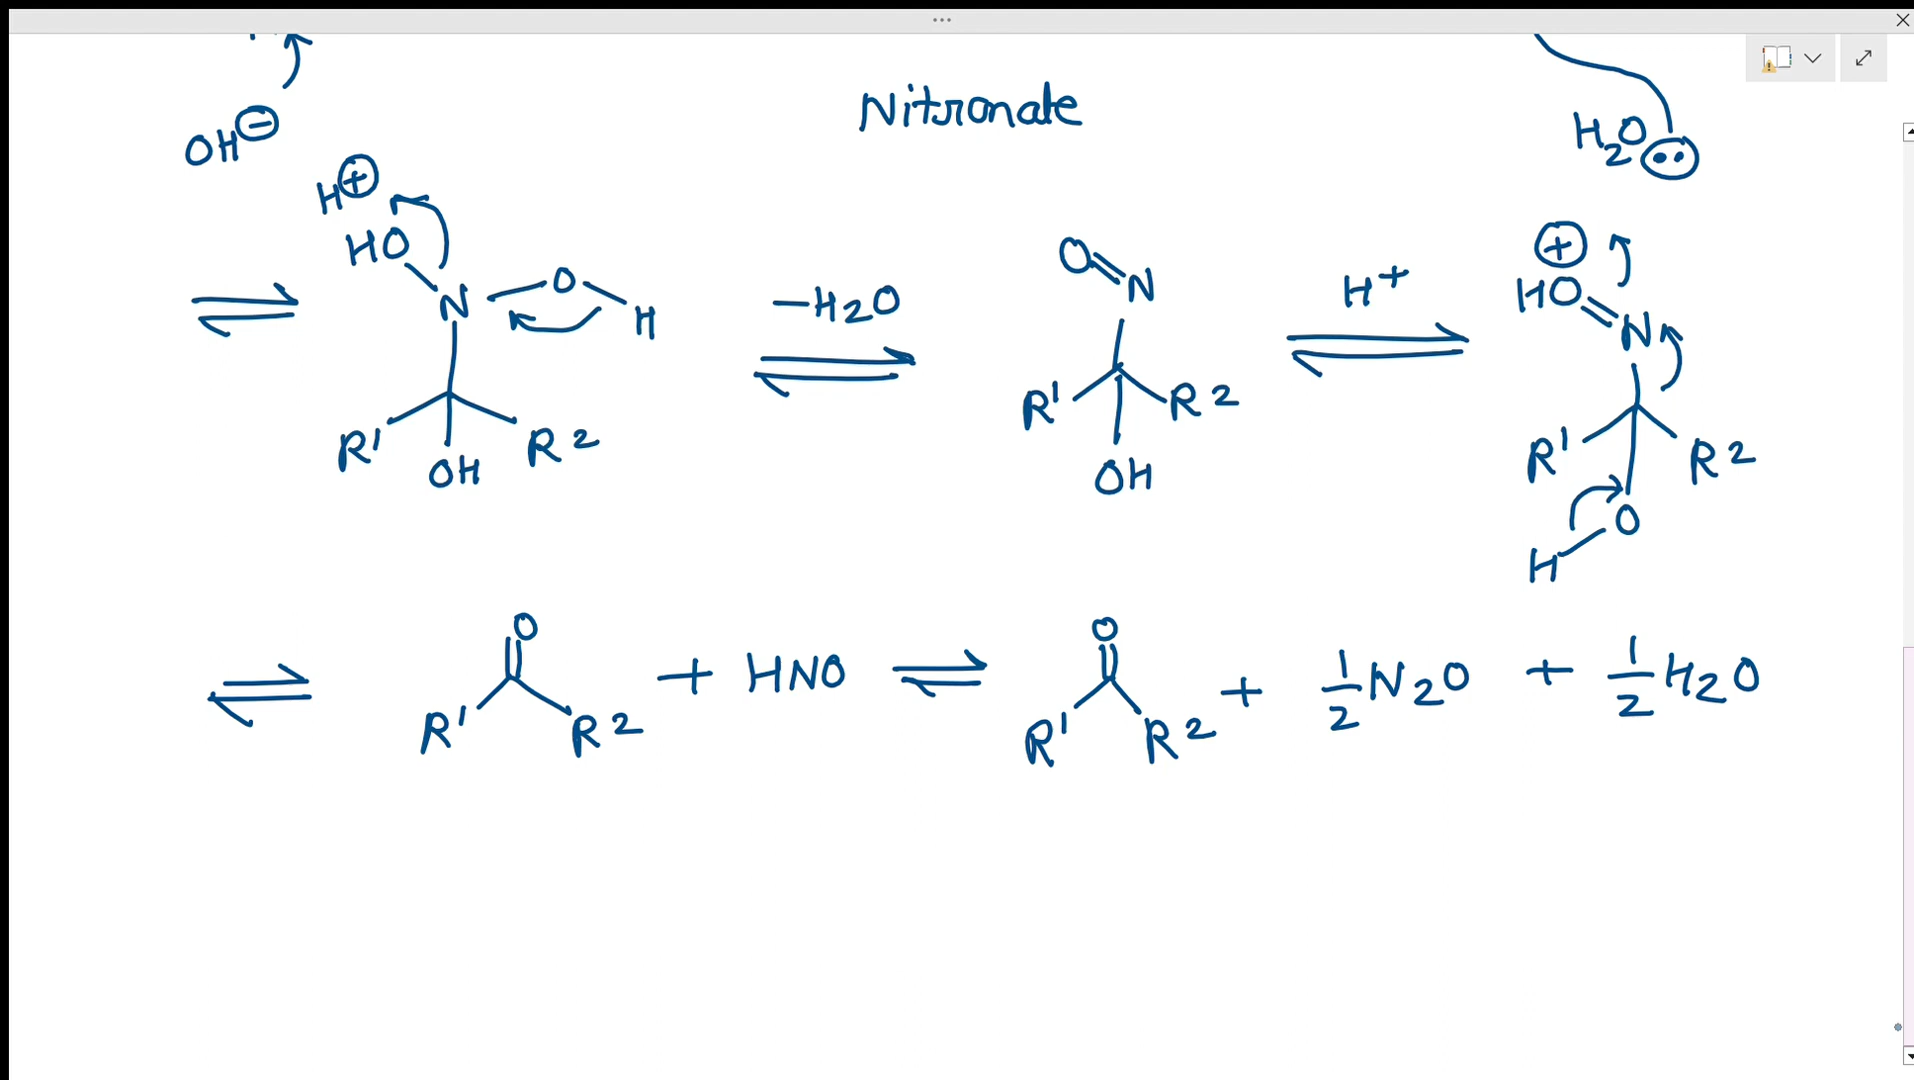 Nitronate
OH⊖
H₂O
H⊕
HO
N O H
R¹ OH R²
−H₂O
O=N
R¹ R²
OH
H⁺
⊕
HO=N
R¹ R²
H O
⇌ O R¹ R² + HNO ⇌ O R¹ R² + 1/2 N₂O + 1/2 H₂O